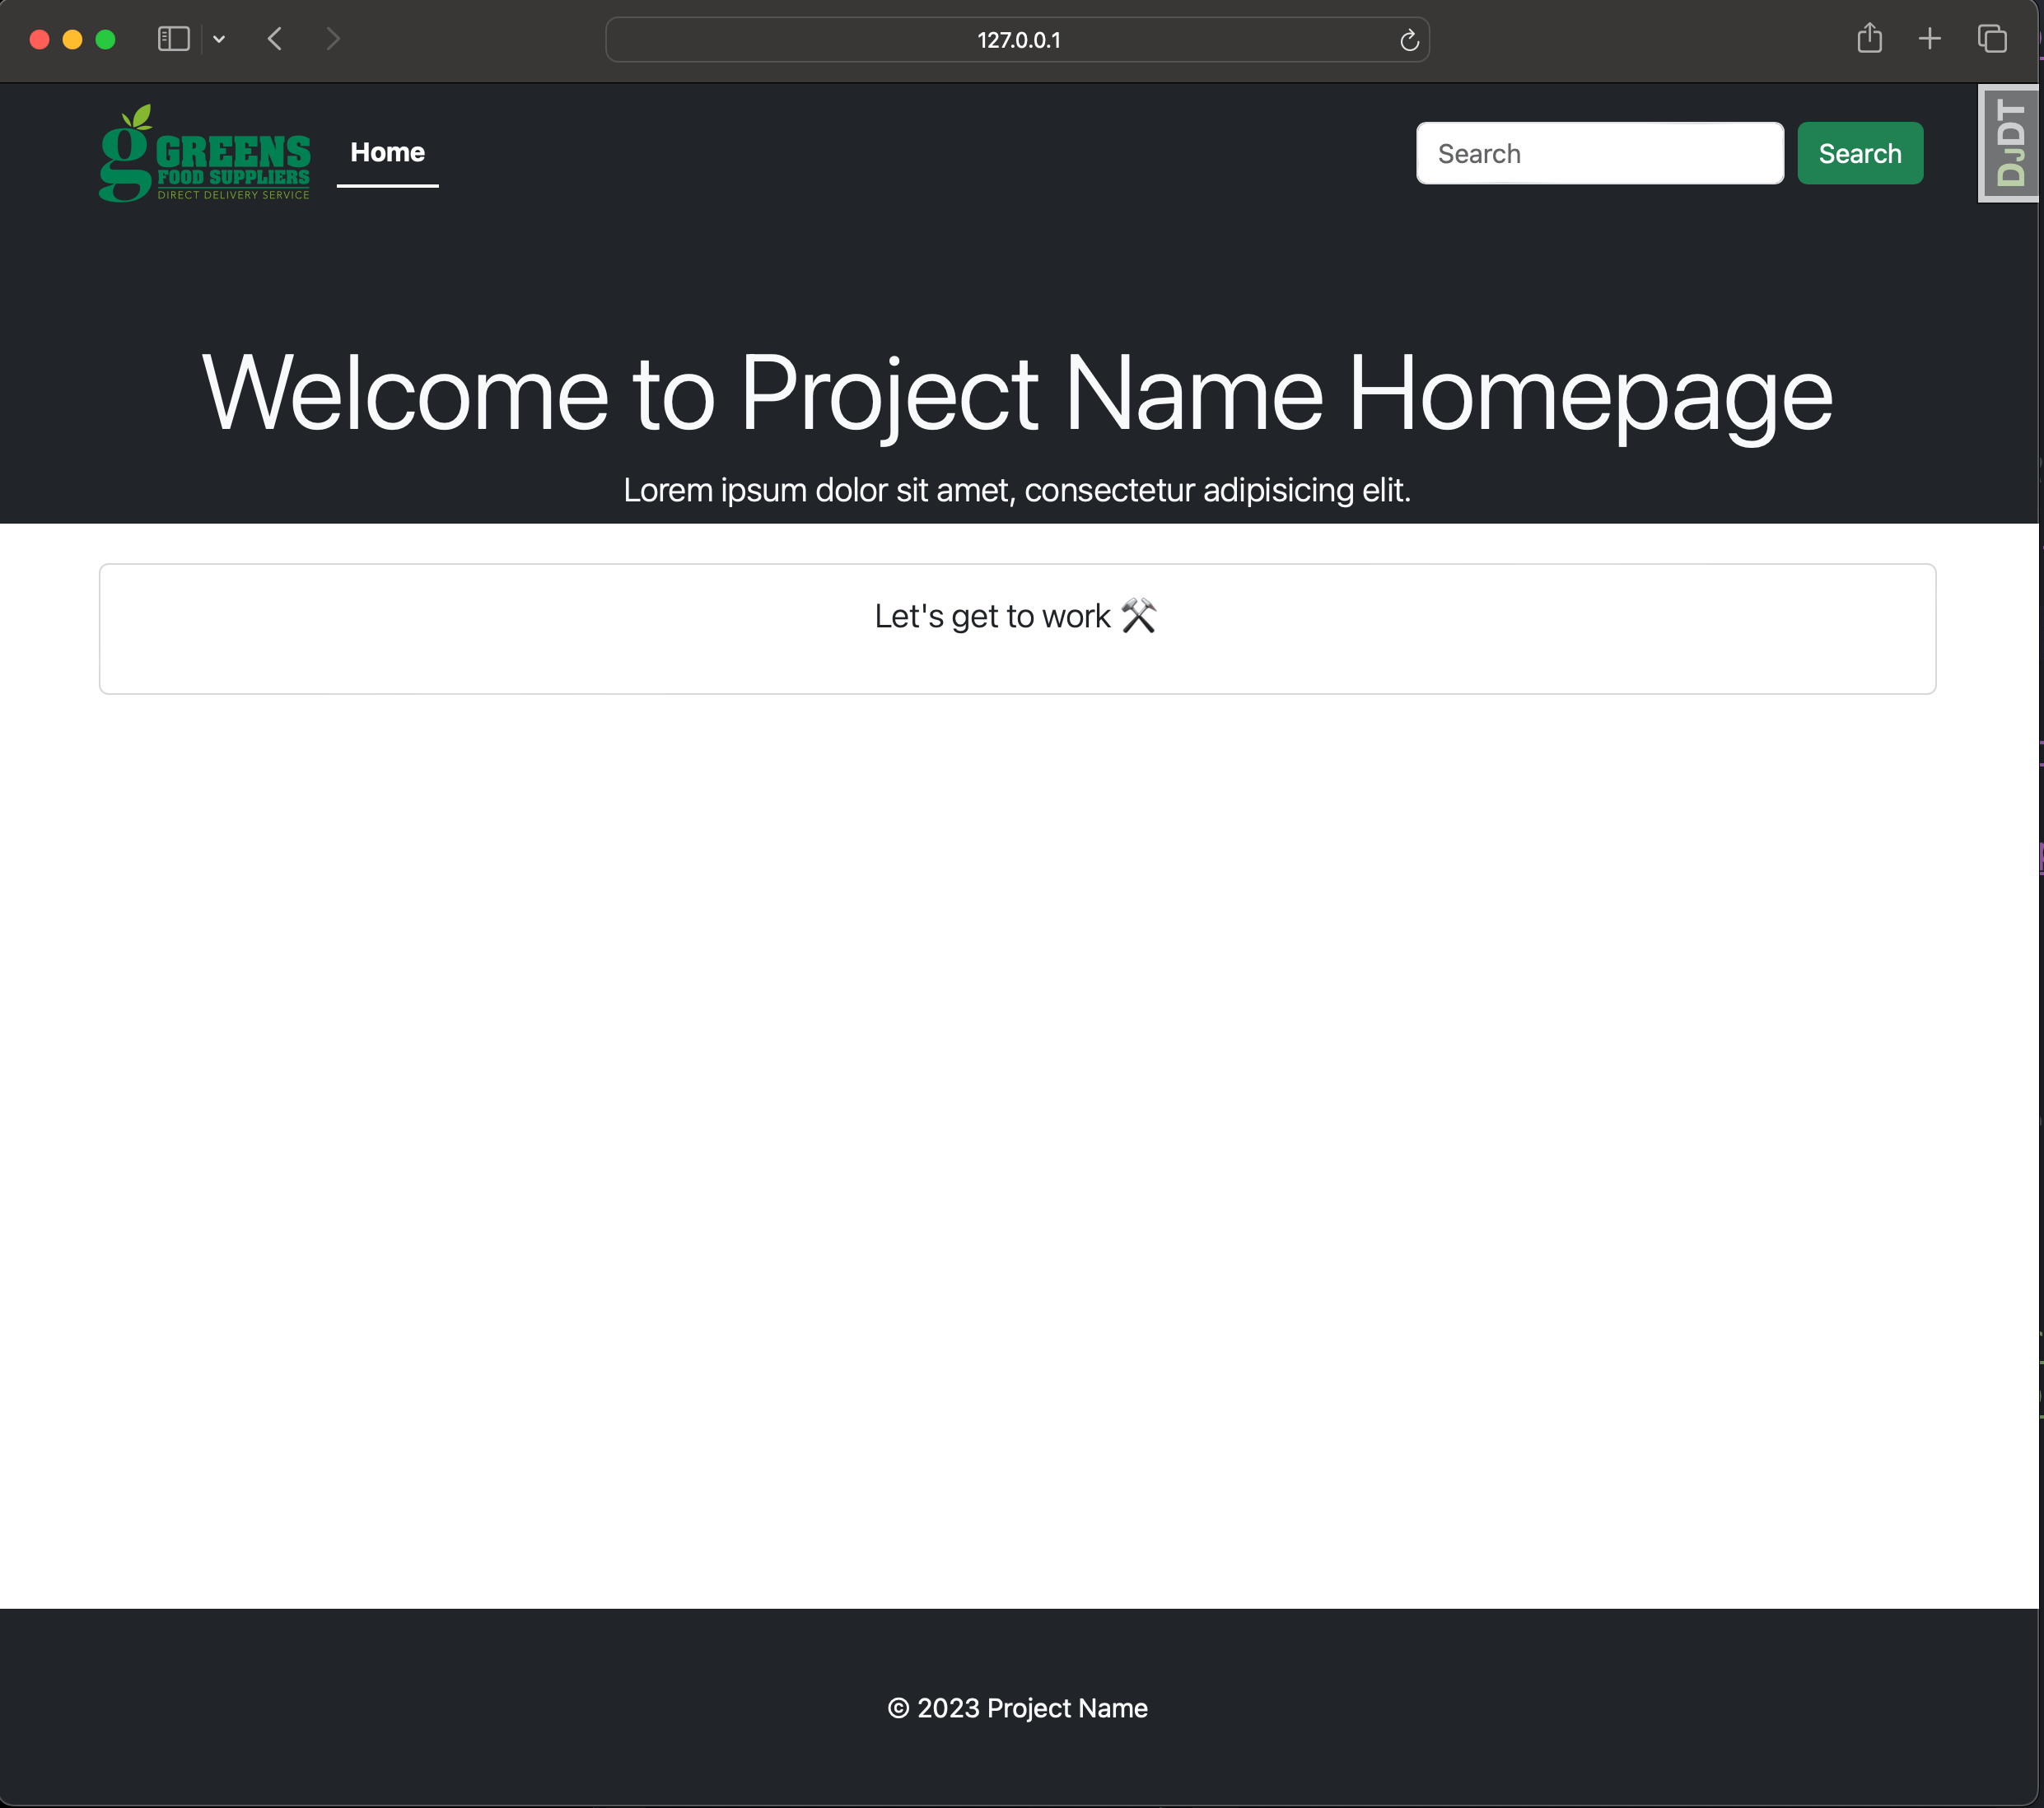 127.0.0.1
g GREENS
FOOD SUPPLIERS
DIRECT DELIVERY SERVICE
Home
Search
Search
DJDT
Welcome to Project Name Homepage
Lorem ipsum dolor sit amet, consectetur adipisicing elit.
Let's get to work ⚒
© 2023 Project Name